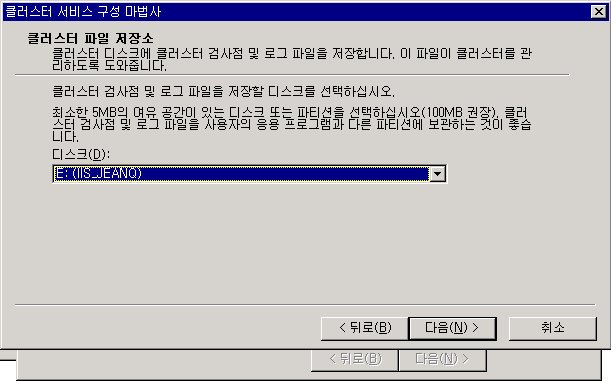 클러스터 서비스 구성 마법사
클러스터 파일 저장소
클러스터 디스크에 클러스터 검사점 및 로그 파일을 저장합니다. 이 파일이 클러스터를 관
리하도록 도와줍니다.
클러스터 검사점 및 로그 파일을 저장할 디스크를 선택하십시오.
최소한 5MB의 여유 공간이 있는 디스크 또는 파티션을 선택하십시오(100MB 권장). 클러
스터 검사점 및 로그 파일을 사용자의 응용 프로그램과 다른 파티션에 보관하는 것이 좋습
니다.
디스크(D):
E: (IIS_JEANQ)
< 뒤로(B) 다음(N) > 취소
< 뒤로(B) 다음(N) >